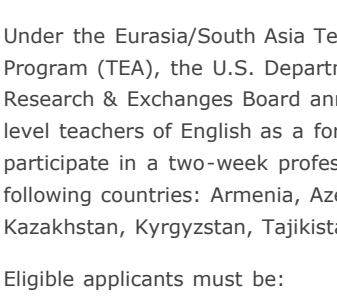 Under the Eurasia/South Asia
Program (TEA), the U.S.
Research & Exchanges Board
level teachers of English as a
participate in a two-week
following countries: Armenia,
Kazakhstan, Kyrgyzstan,
Eligible applicants must be: